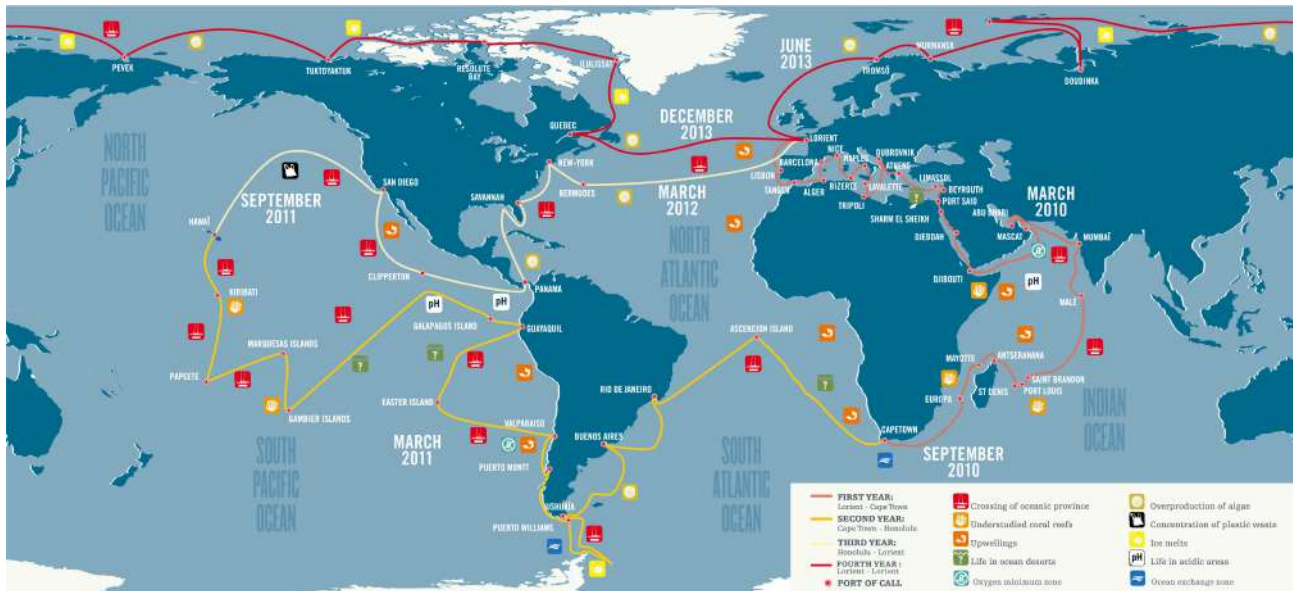 JUNE
2013
MURMANSK
PEVEK
TUKTOYAKTUK
RESOLUTE
BAY
ILULISSAT
TROMSÖ
DOUDINKA
NORTH
PACIFIC
OCEAN
QUEBEC
DECEMBER
2013
LORIENT
NEW-YORK
BERMUDES
MARCH
2012
NORTH
ATLANTIC
OCEAN
LISBON
BARCELONA
NICE
NAPLES
DUBROVNIK
ATHENS
TANGER
ALGER
BIZERTE
LAVALETTE
TRIPOLI
LIMASSOL
BEYROUTH
PORT SAID
SHARM EL SHEIKH
MARCH
2010
ABU DHABI
MASCAT
MUMBAÏ
DJEDDAH
DJIBOUTI
SAN DIEGO
SAVANNAH
SEPTEMBER
2011
HAWAÏ
CLIPPERTON
PANAMA
KIRIBATI
pH
pH
pH
GALAPAGOS ISLAND
GUAYAQUIL
MALÉ
MARQUESAS ISLANDS
ASCENCION ISLAND
PAPEETE
MAYOTTE
ANTSERANANA
RIO DE JANEIRO
SAINT BRANDON
ST DENIS
PORT LOUIS
EUROPA
GAMBIER ISLANDS
EASTER ISLAND
VALPARAISO
BUENOS AIRES
CAPETOWN
INDIAN
OCEAN
SOUTH
PACIFIC
OCEAN
MARCH
2011
PUERTO MONTT
SOUTH
ATLANTIC
OCEAN
SEPTEMBER
2010
USHUAIA
PUERTO WILLIAMS
FIRST YEAR:
Lorient - Cape Town
SECOND YEAR:
Cape Town - Honolulu
THIRD YEAR:
Honolulu - Lorient
FOURTH YEAR :
Lorient - Lorient
PORT OF CALL
Crossing of oceanic province
Understudied coral reefs
Upwellings
Life in ocean deserts
Oxygen minimum zone
Overproduction of algae
Concentration of plastic waste
Ice melts
pH Life in acidic areas
Ocean exchange zone